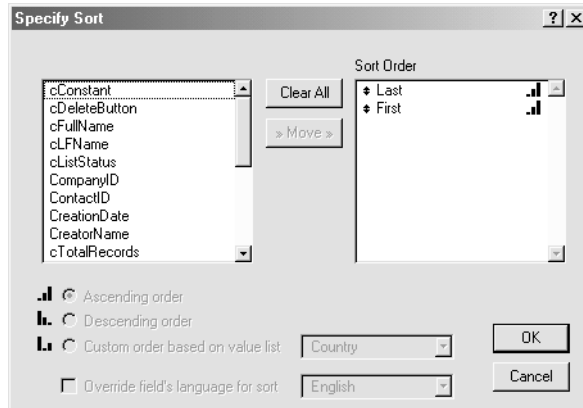 Specify Sort
Sort Order
cConstant
cDeleteButton
cFullName
cLFName
cListStatus
CompanyID
ContactID
CreationDate
CreatorName
cTotalRecords
Clear All
» Move »
Last
First
Ascending order
Descending order
Custom order based on value list
Country
Override field's language for sort
English
OK
Cancel